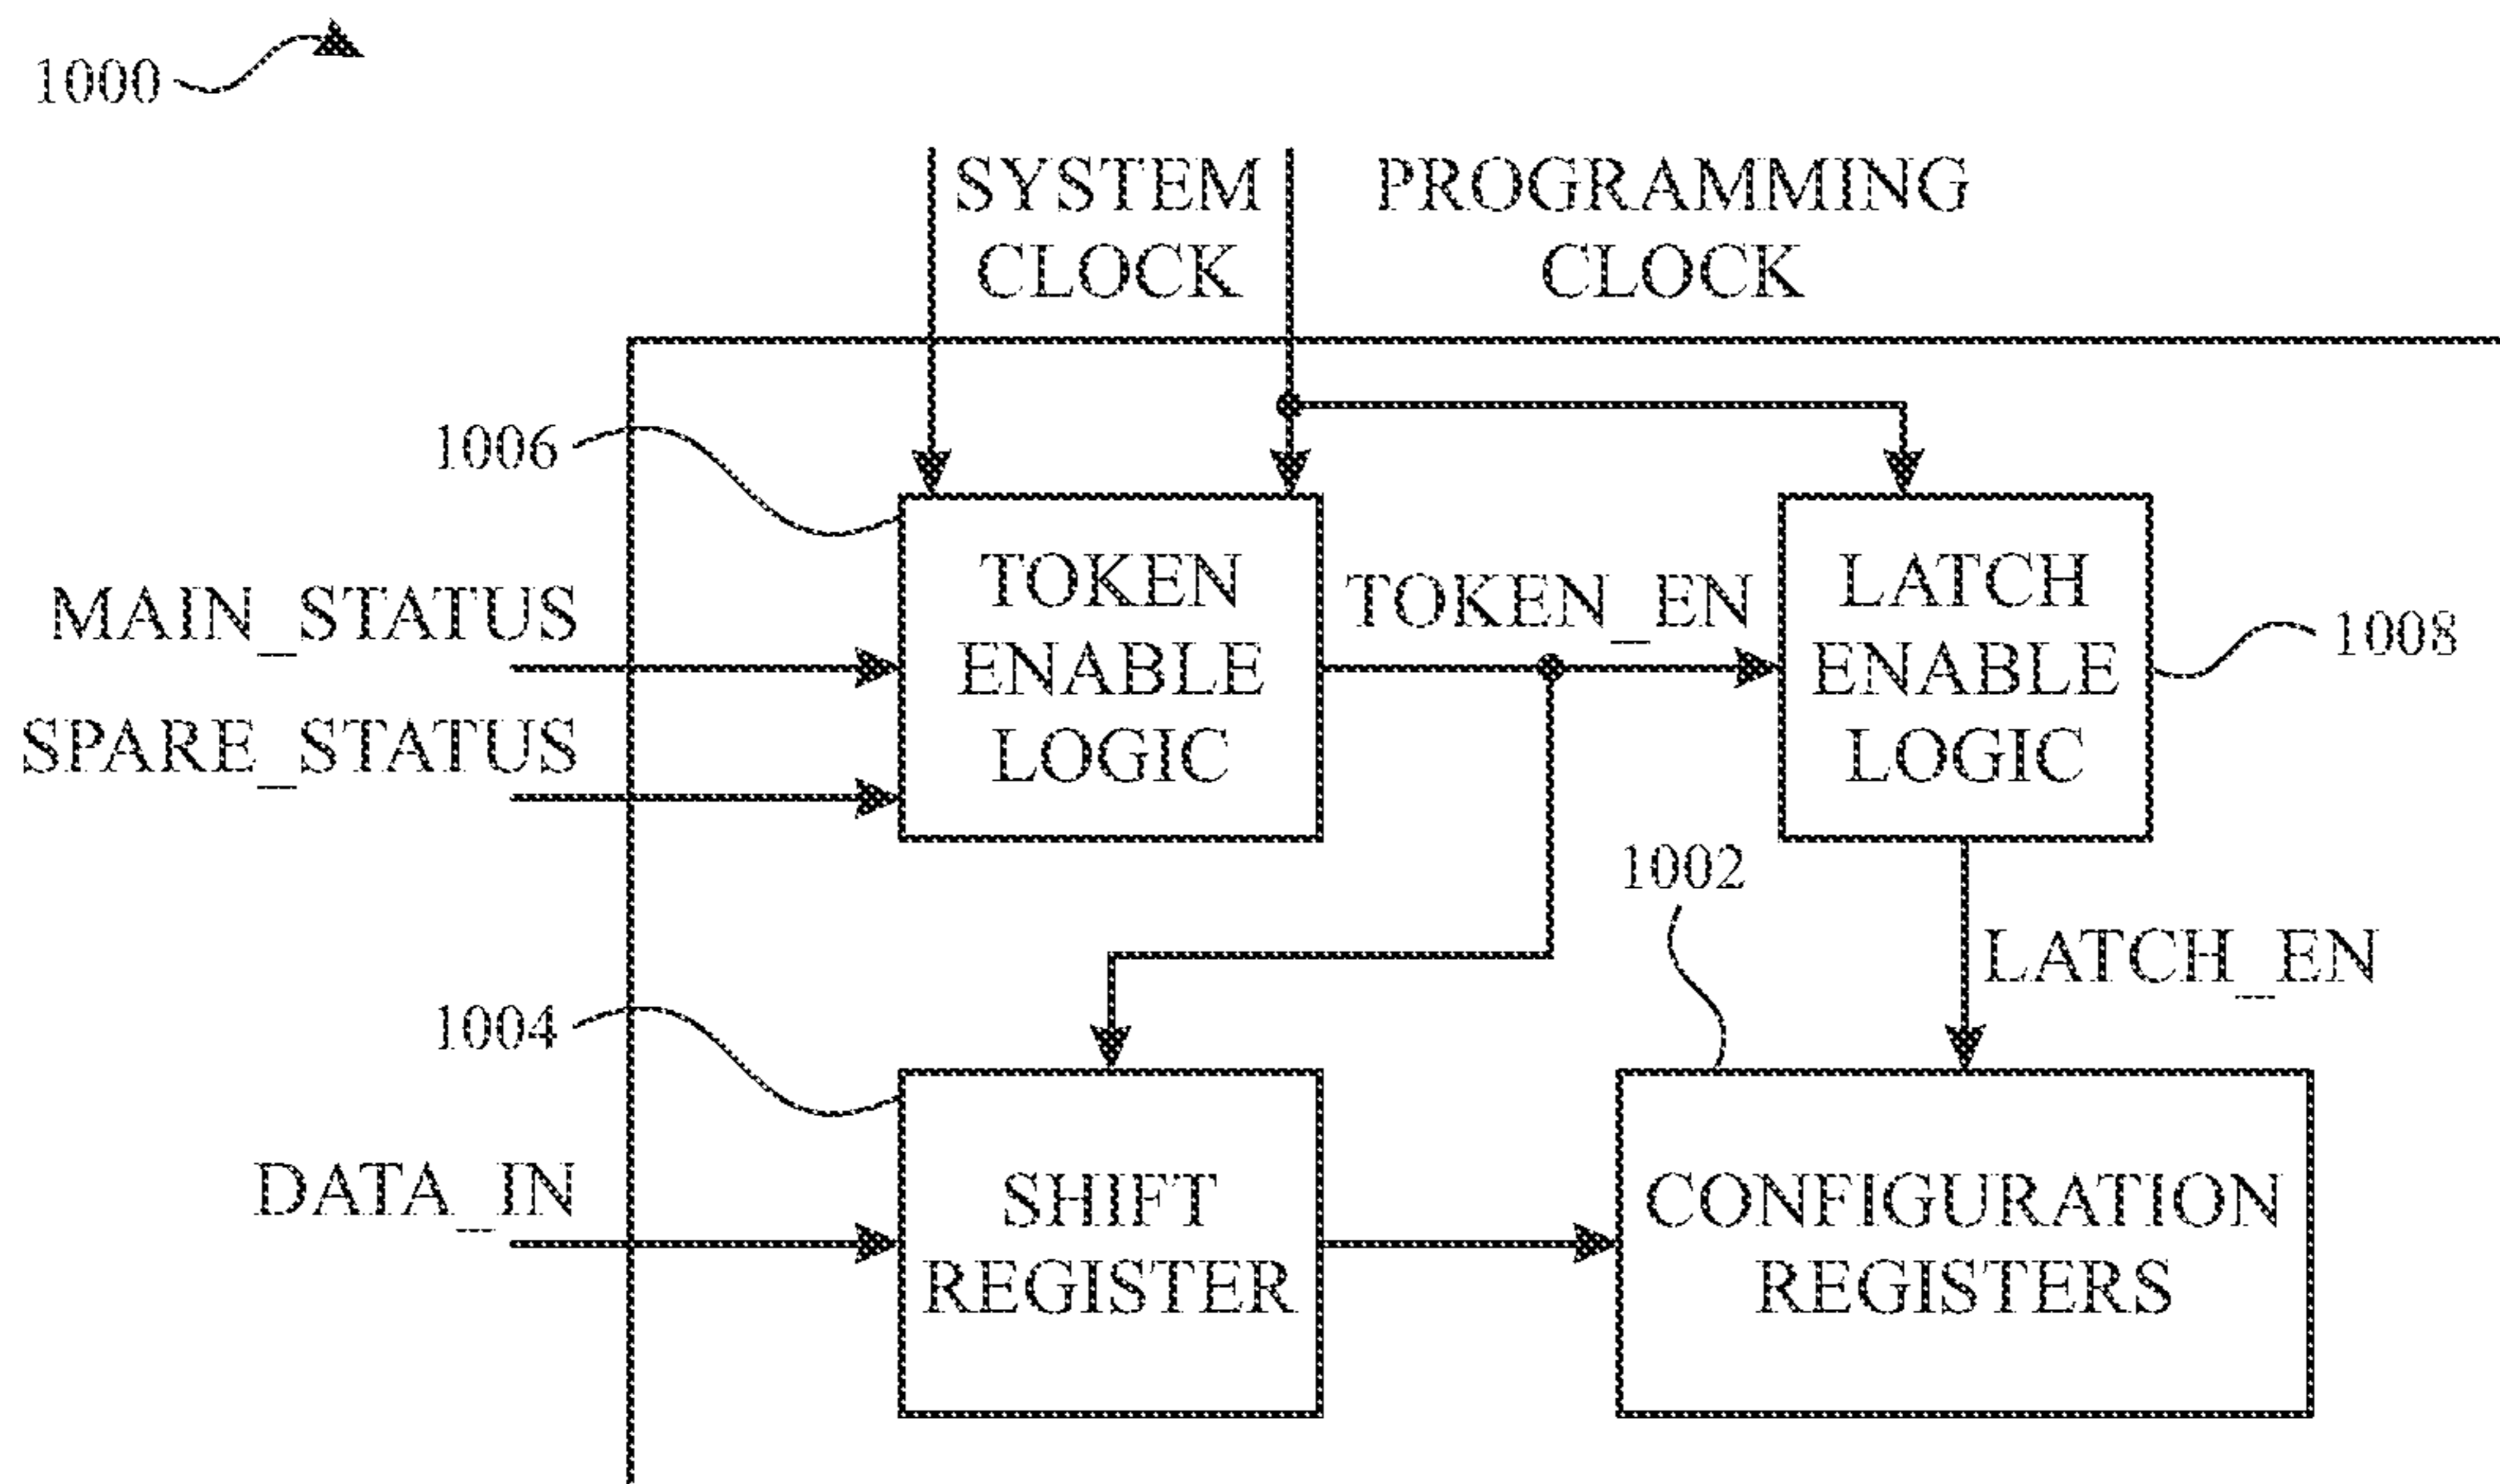 1000
SYSTEM
CLOCK
PROGRAMMING
CLOCK
1006
MAIN_STATUS
SPARE_STATUS
TOKEN
ENABLE
LOGIC
TOKEN_EN
LATCH
ENABLE
LOGIC
1008
1002
LATCH_EN
1004
DATA_IN
SHIFT
REGISTER
CONFIGURATION
REGISTERS